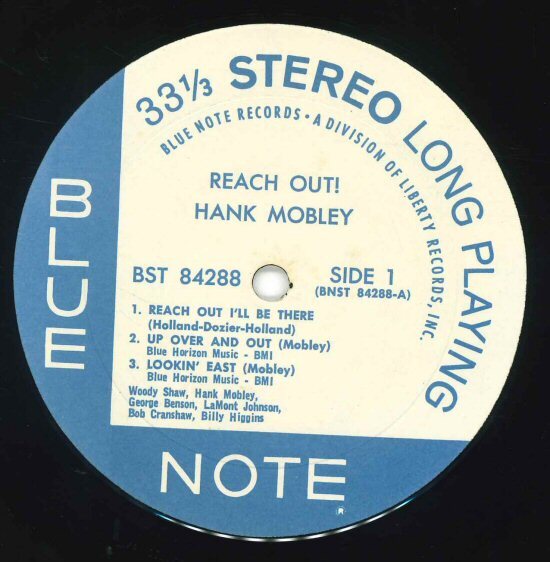 33 1/3 STEREO LONG PLAYING
BLUE NOTE RECORDS • A DIVISION OF LIBERTY RECORDS, INC.
REACH OUT!
HANK MOBLEY
BST 84288
SIDE 1
(BNST 84288-A)
1. REACH OUT I'LL BE THERE
(Holland-Dozier-Holland)
2. UP OVER AND OUT (Mobley)
Blue Horizon Music - BMI
3. LOOKIN' EAST (Mobley)
Blue Horizon Music - BMI
Woody Shaw, Hank Mobley,
George Benson, LaMont Johnson,
Bob Cranshaw, Billy Higgins
BLUE
NOTE
®